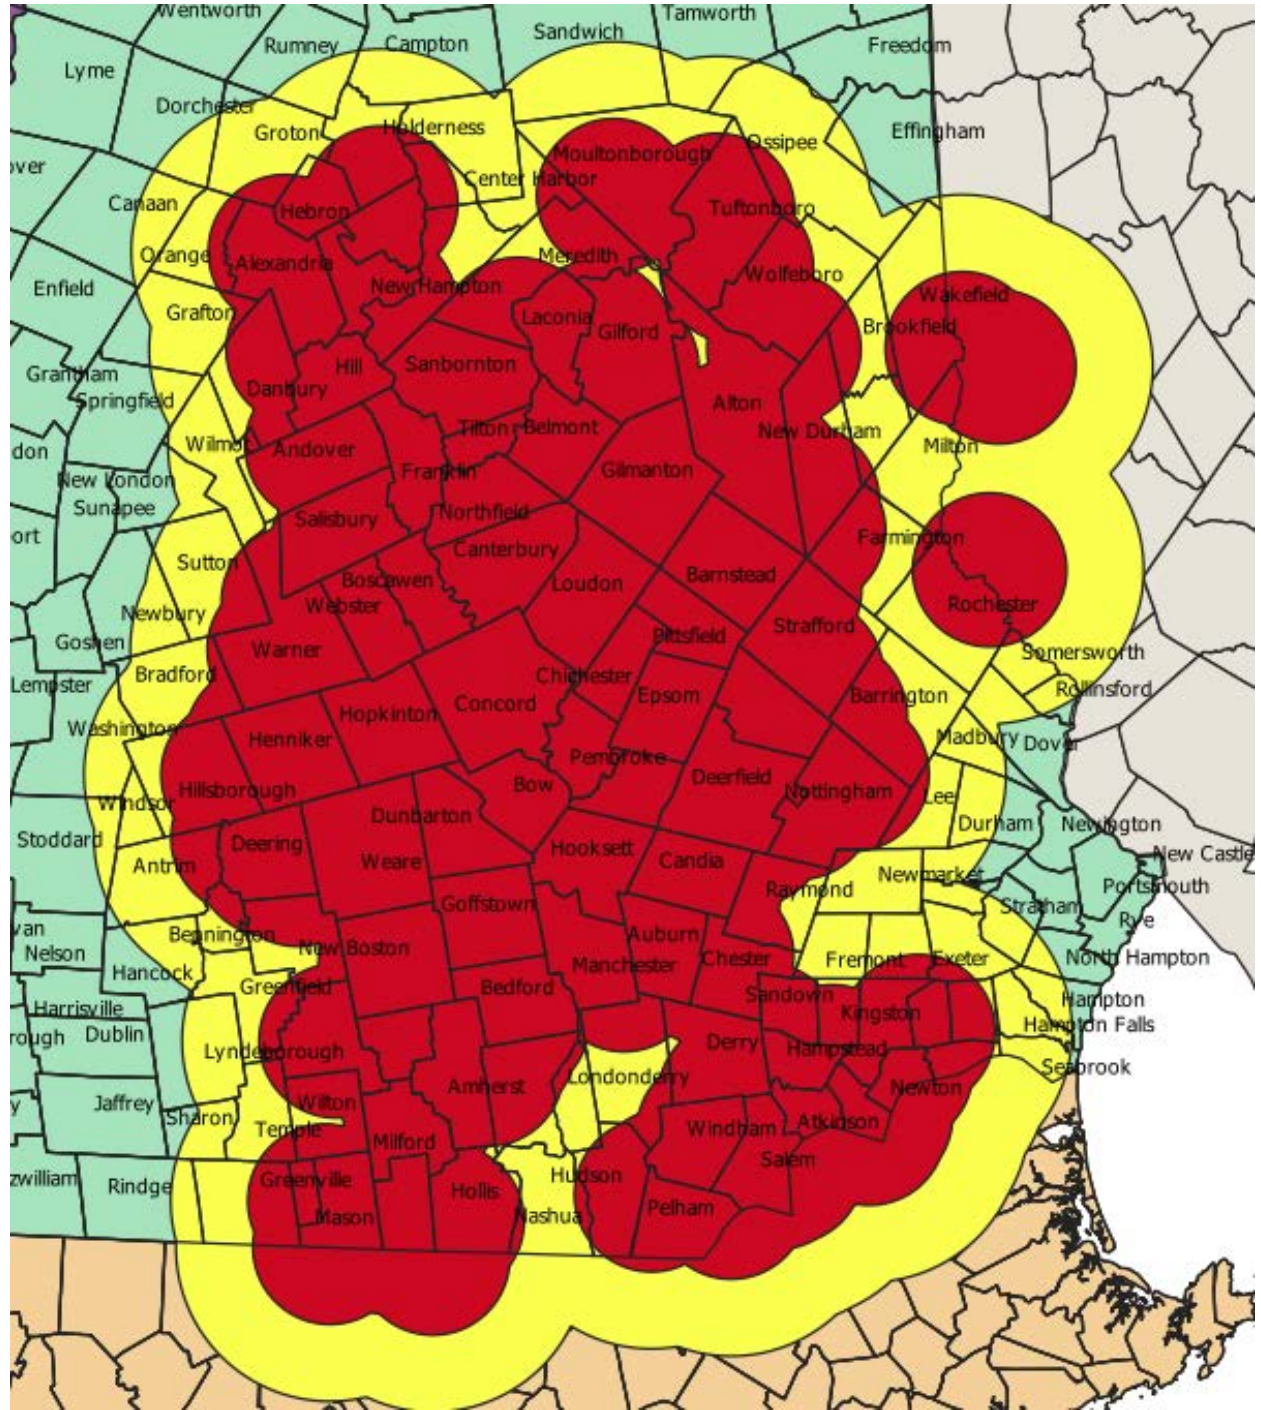 Wentworth
Tamworth
Rumney
Campton
Sandwich
Freedom
Lyme
Dorchester
Groton
Holderness
Ossipee
Effingham
over
Moultonborough
Center Harbor
Canaan
Hebron
Tuftonboro
Orange
Alexandria
Meredith
Wolfeboro
Enfield
New Hampton
Wakefield
Grafton
Laconia
Gilford
Brookfield
Grantham
Hill
Sanbornton
Springfield
Danbury
Alton
Wilmot
Andover
Tilton
Belmont
New Durham
Milton
don
New London
Franklin
Gilmanton
Sunapee
Salisbury
Northfield
ort
Sutton
Canterbury
Farmington
Boscawen
Loudon
Barnstead
Newbury
Webster
Rochester
Goshen
Warner
Pittsfield
Strafford
Somersworth
Lempster
Bradford
Chichester
Epsom
Barrington
Rollinsford
Washington
Hopkinton
Concord
Henniker
Madbury
Dover
Pembroke
Hillsborough
Bow
Deerfield
Nottingham
Lee
Windsor
Dunbarton
Durham
Newington
Stoddard
Deering
Hooksett
New Castle
Antrim
Weare
Candia
Raymond
Newmarket
Portsmouth
Goffstown
Stratham
Rye
van
Bennington
Auburn
Nelson
New Boston
Manchester
Chester
Fremont
Exeter
North Hampton
Hancock
Greenfield
Bedford
Sandown
Hampton
Harrisville
Kingston
Hampton Falls
rough
Dublin
Lyndeborough
Derry
Hampstead
Seabrook
Jaffrey
Amherst
Londonderry
Newton
y
Sharon
Wilton
Temple
Milford
Windham
Atkinson
zwilliam
Rindge
Greenville
Hollis
Hudson
Salem
Mason
Nashua
Pelham